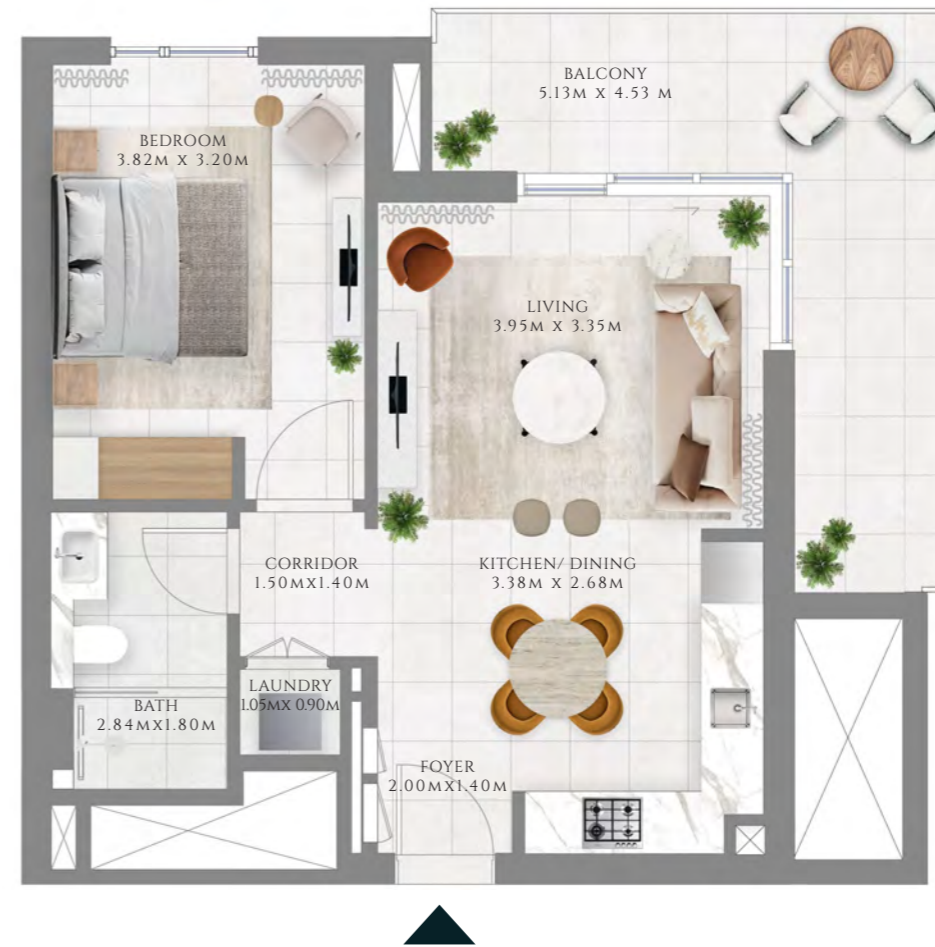 BALCONY
5.13M X 4.53 M
BEDROOM
3.82M X 3.20M
LIVING
3.95M X 3.35M
CORRIDOR
1.50MX1.40M
KITCHEN/ DINING
3.38M X 2.68M
LAUNDRY
1.05MX 0.90M
BATH
2.84MX1.80M
FOYER
2.00MX1.40M